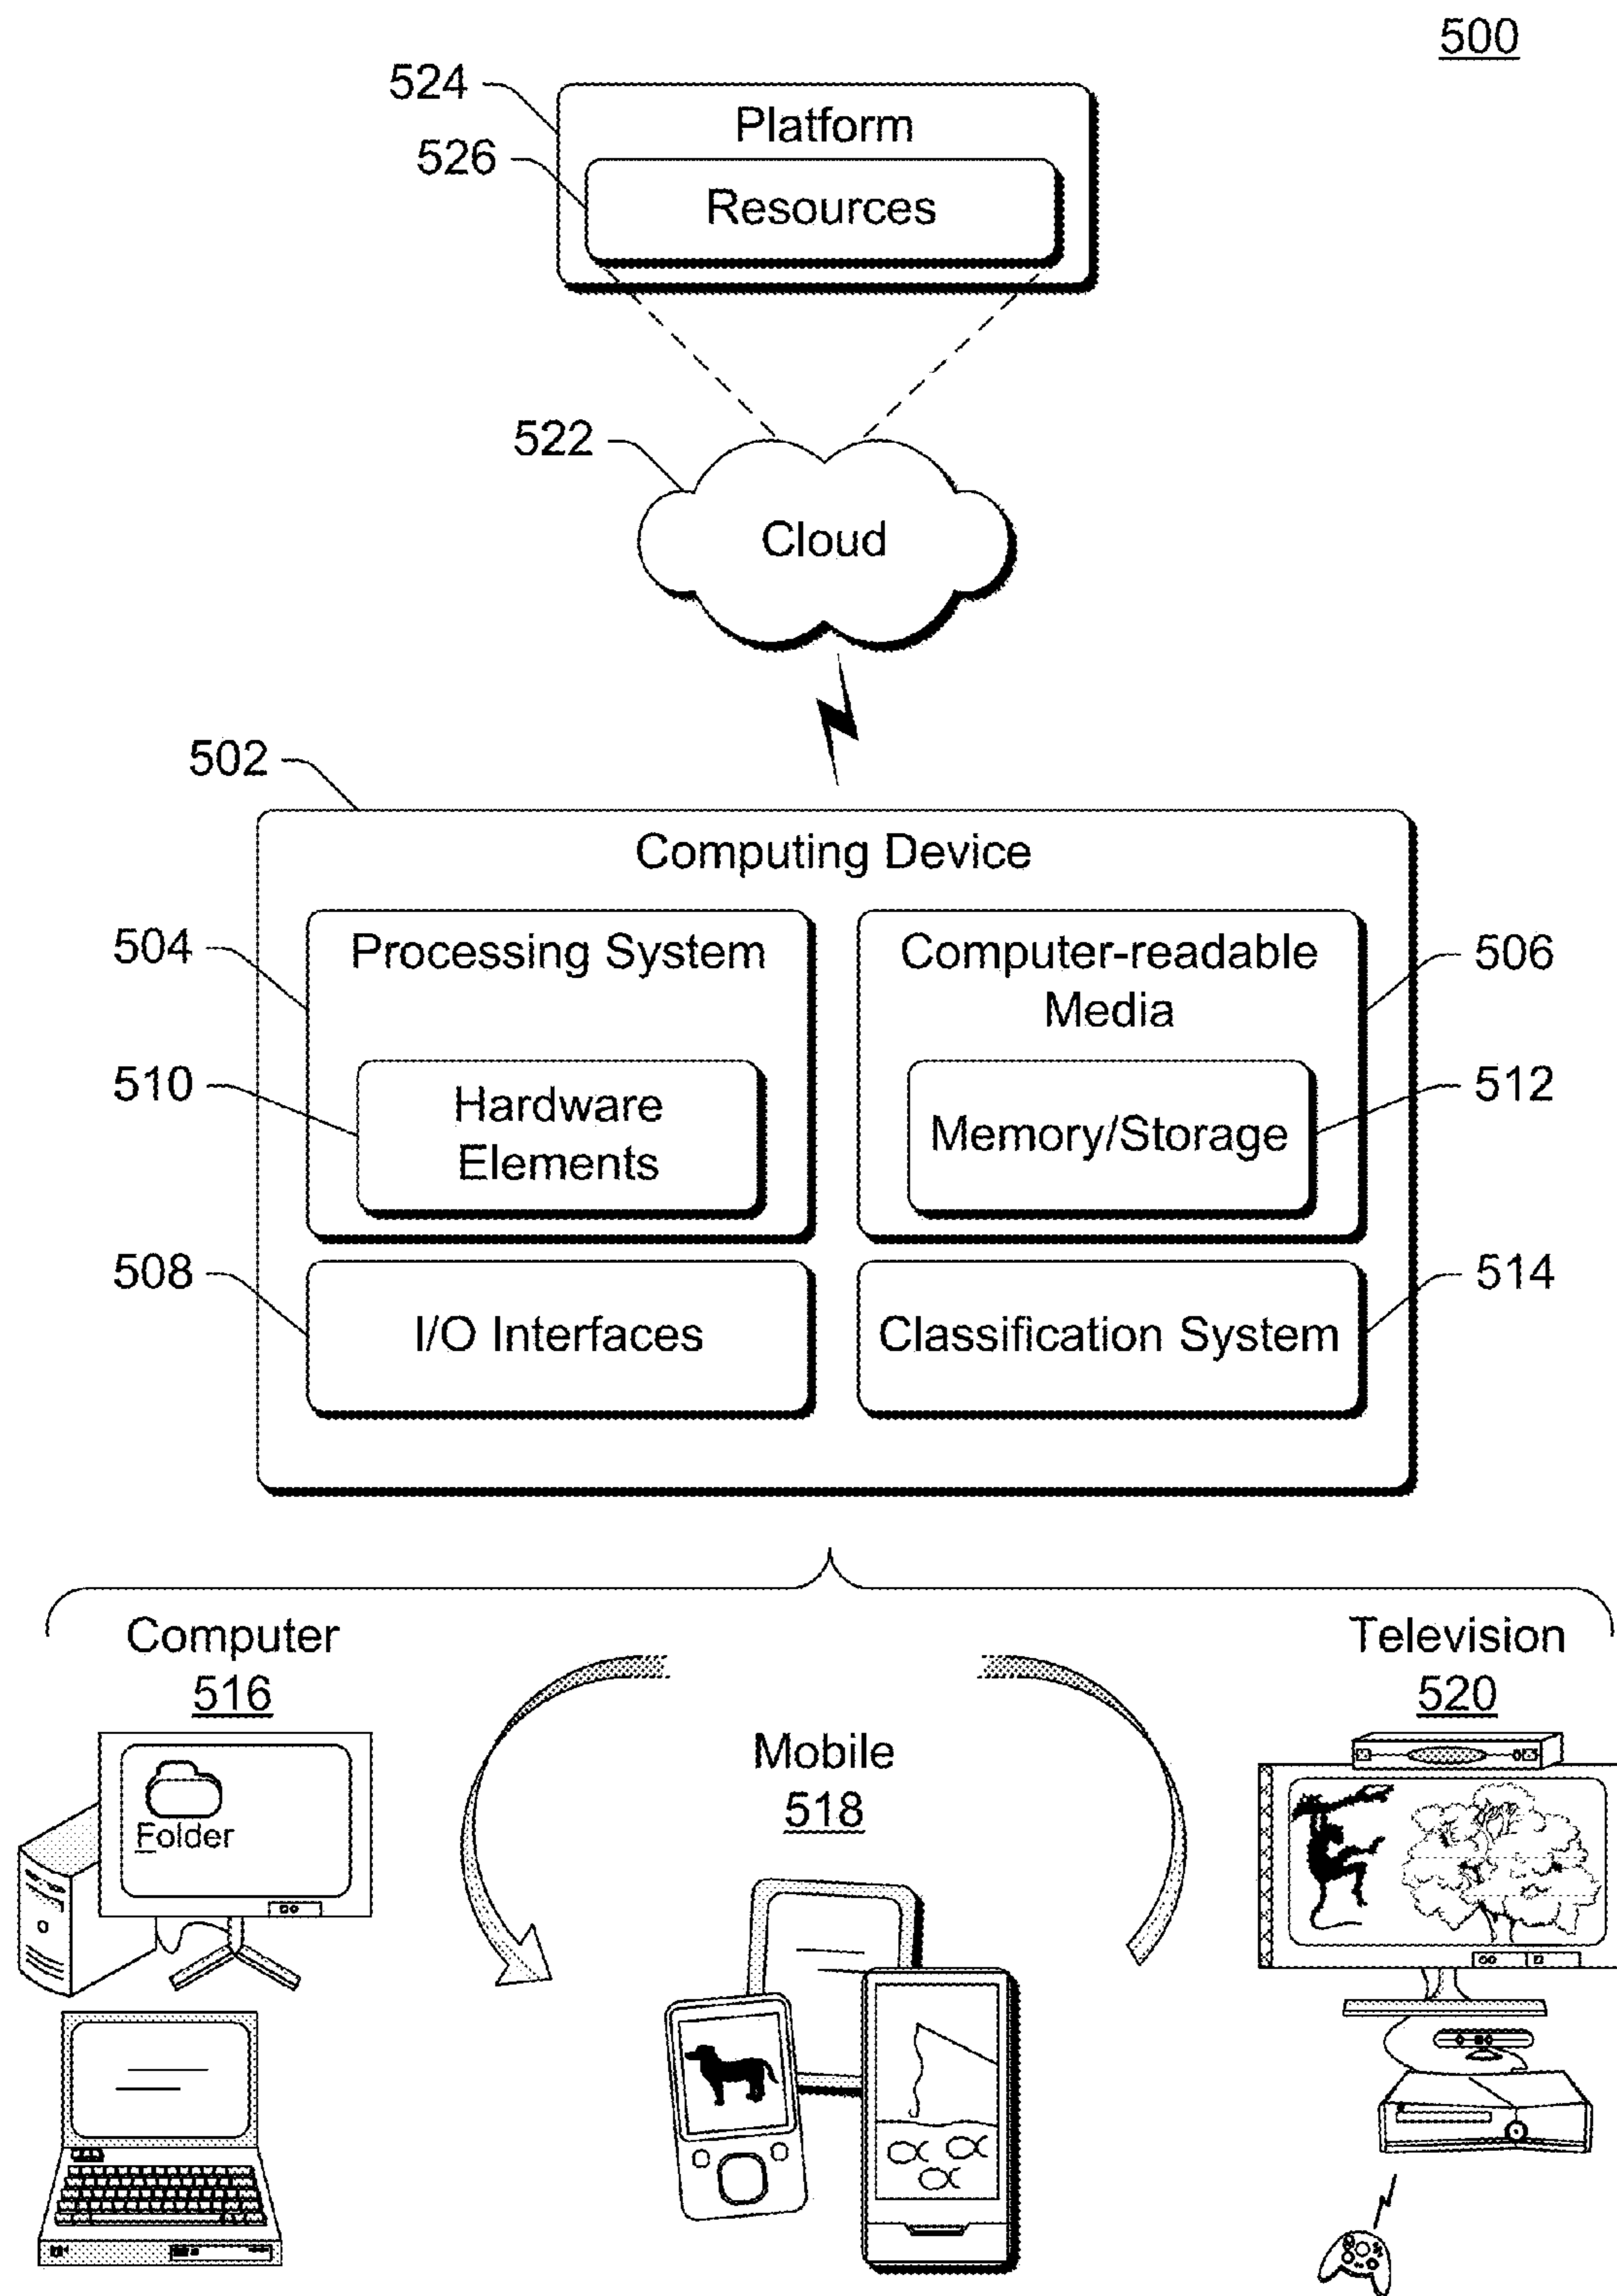 500
524
Platform
526
Resources
522
Cloud
502
Computing Device
504
Processing System
Computer-readable
Media
506
510
Hardware
Elements
Memory/Storage
512
508
I/O Interfaces
Classification System
514
Computer
516
Folder
Mobile
518
Television
520